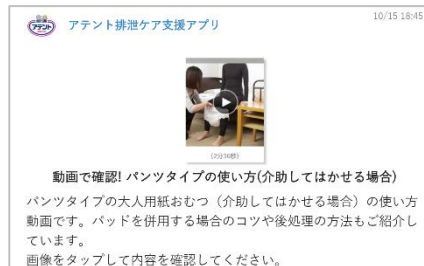 アテント
アテント排泄ケア支援アプリ
10/15 18:45
(2分30秒)
動画で確認! パンツタイプの使い方(介助してはかせる場合)
パンツタイプの大人用紙おむつ（介助してはかせる場合）の使い方
動画です。パッドを併用する場合のコツや後処理の方法もご紹介し
ています。
画像をタップして内容を確認してください。